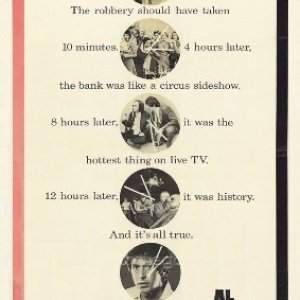 The robbery should have taken
10 minutes. 4 hours later,
the bank was like a circus sideshow.
8 hours later, it was the
hottest thing on live TV.
12 hours later, it was history.
And it's all true.
AL